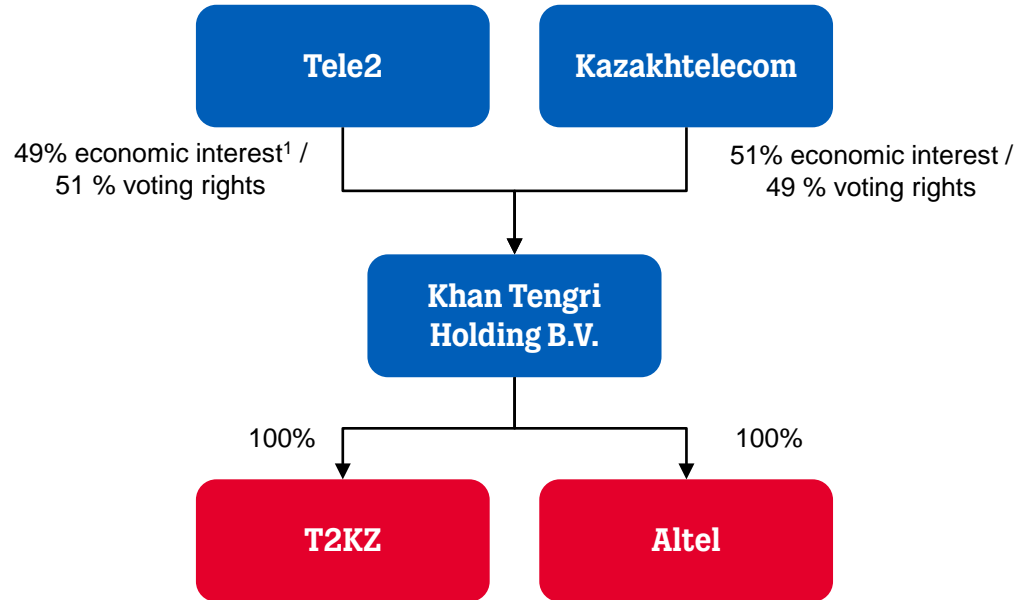 Tele2
Kazakhtelecom
49% economic interest¹ /
51 % voting rights
51% economic interest /
49 % voting rights
Khan Tengri
Holding B.V.
100%
100%
T2KZ
Altel